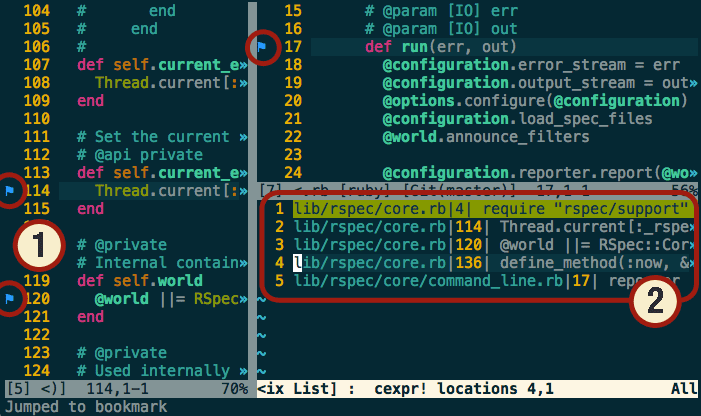 104 # end
105 # end
106 #
107 def self.current_e»
108 Thread.current[:»
109 end
110
111 # Set the current »
112 # @api private
113 def self.current_e»
114 Thread.current[:»
115 end
# @private
# Internal contain»
119 def self.world
120 @world ||= RSpec»
121 end
122
123 # @private
124 # Used internally »
[5] <)] 114,1-1 70%
1
15 # @param [IO] err
16 # @param [IO] out
17 def run(err, out)
18 @configuration.error_stream = err
19 @configuration.output_stream = out»
20 @options.configure(@configuration)
21 @configuration.load_spec_files
22 @world.announce_filters
23
24 @configuration.reporter.report(@wo»
[7] <.rb [ruby] [Git(master)] 17,1-1 56%
1 lib/rspec/core.rb|4| require "rspec/support"
2 lib/rspec/core.rb|114| Thread.current[:_rspe»
3 lib/rspec/core.rb|120| @world ||= RSpec::Cor»
4 lib/rspec/core.rb|136| define_method(:now, &»
5 lib/rspec/core/command_line.rb|17|
~
~
~
~
~
2
<ix List] : cexpr! locations 4,1 All
Jumped to bookmark